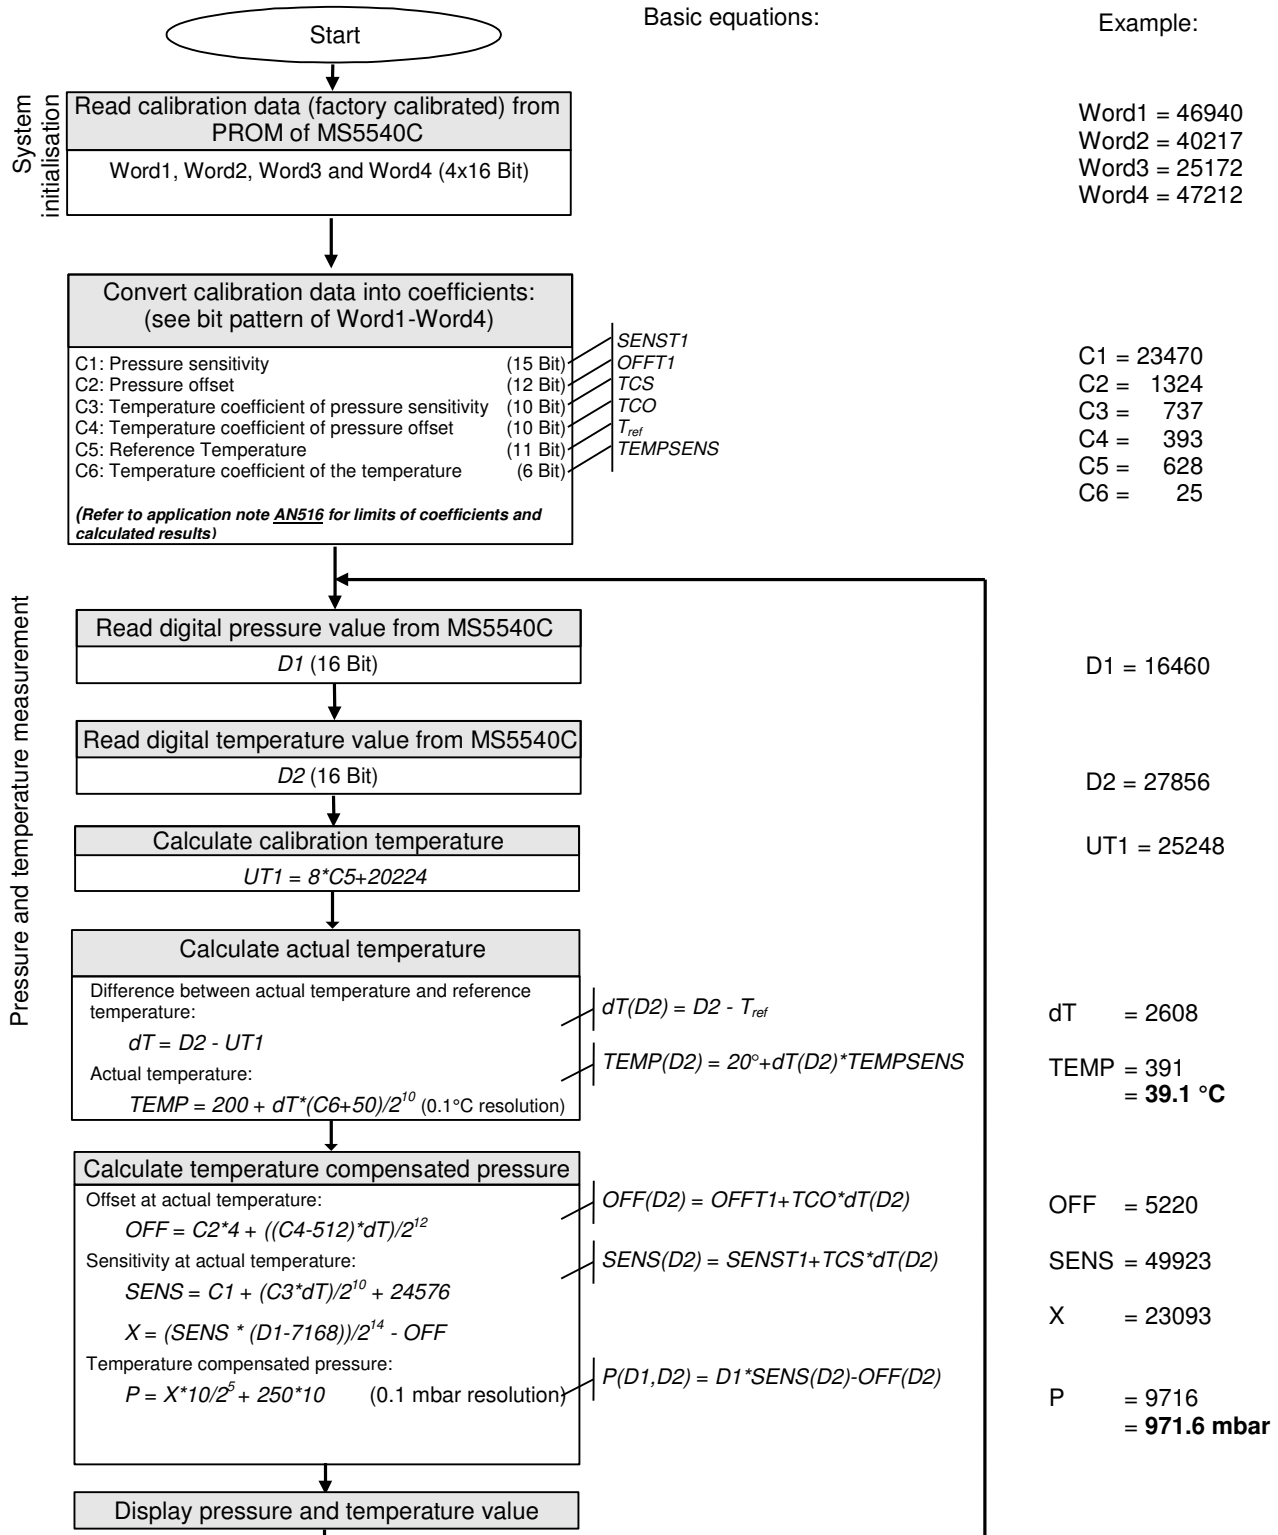 Basic equations:
Example:
Start
System
initialisation
Read calibration data (factory calibrated) from
PROM of MS5540C
Word1, Word2, Word3 and Word4 (4x16 Bit)
Word1 = 46940
Word2 = 40217
Word3 = 25172
Word4 = 47212
Convert calibration data into coefficients:
(see bit pattern of Word1-Word4)
C1: Pressure sensitivity (15 Bit) SENST1
C2: Pressure offset (12 Bit) OFFT1
C3: Temperature coefficient of pressure sensitivity (10 Bit) TCS
C4: Temperature coefficient of pressure offset (10 Bit) TCO
C5: Reference Temperature (11 Bit) T_ref
C6: Temperature coefficient of the temperature (6 Bit) TEMPSENS
(Refer to application note AN516 for limits of coefficients and
calculated results)
C1 = 23470
C2 = 1324
C3 = 737
C4 = 393
C5 = 628
C6 = 25
Pressure and temperature measurement
Read digital pressure value from MS5540C
D1 (16 Bit)
D1 = 16460
Read digital temperature value from MS5540C
D2 (16 Bit)
D2 = 27856
Calculate calibration temperature
UT1 = 8*C5+20224
UT1 = 25248
Calculate actual temperature
Difference between actual temperature and reference
temperature:
dT = D2 - UT1
dT(D2) = D2 - T_ref
dT = 2608
Actual temperature:
TEMP = 200 + dT*(C6+50)/2^10 (0.1°C resolution)
TEMP(D2) = 20°+dT(D2)*TEMPSENS
TEMP = 391
= 39.1 °C
Calculate temperature compensated pressure
Offset at actual temperature:
OFF = C2*4 + ((C4-512)*dT)/2^12
OFF(D2) = OFFT1+TCO*dT(D2)
OFF = 5220
Sensitivity at actual temperature:
SENS = C1 + (C3*dT)/2^10 + 24576
SENS(D2) = SENST1+TCS*dT(D2)
SENS = 49923
X = (SENS * (D1-7168))/2^14 - OFF
X = 23093
Temperature compensated pressure:
P = X*10/2^5 + 250*10 (0.1 mbar resolution)
P(D1,D2) = D1*SENS(D2)-OFF(D2)
P = 9716
= 971.6 mbar
Display pressure and temperature value